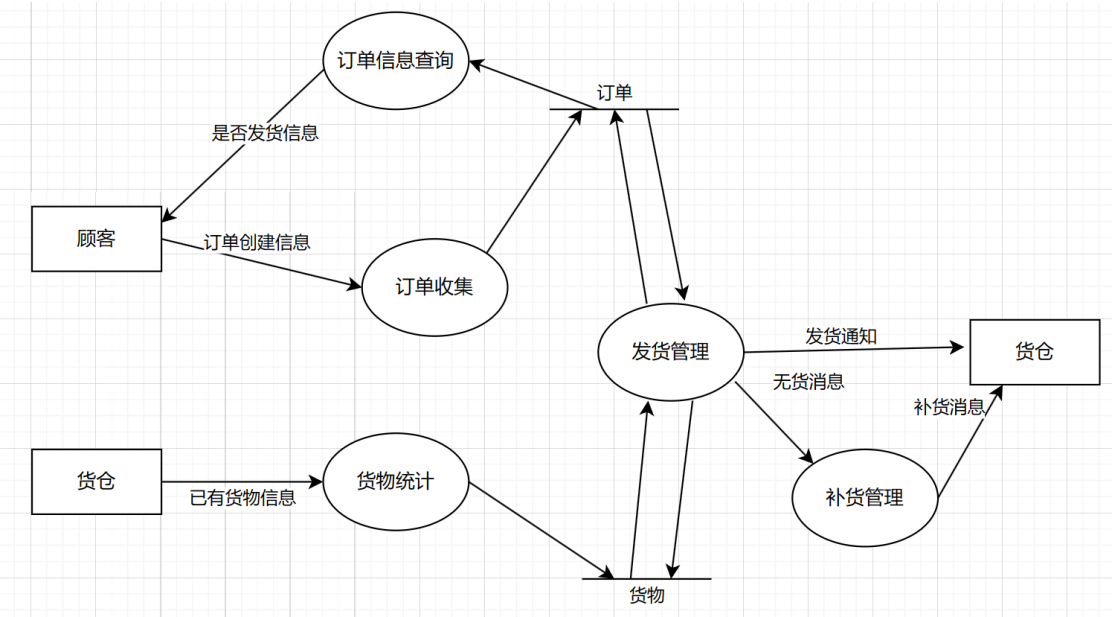 订单信息查询
订单
是否发货信息
顾客
订单创建信息
订单收集
发货管理
发货通知
货仓
无货消息
补货消息
货仓
已有货物信息
货物统计
补货管理
货物